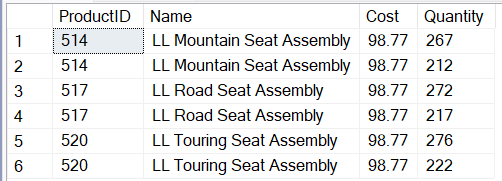 ProductID Name Cost Quantity
1 514 LL Mountain Seat Assembly 98.77 267
2 514 LL Mountain Seat Assembly 98.77 212
3 517 LL Road Seat Assembly 98.77 272
4 517 LL Road Seat Assembly 98.77 217
5 520 LL Touring Seat Assembly 98.77 276
6 520 LL Touring Seat Assembly 98.77 222